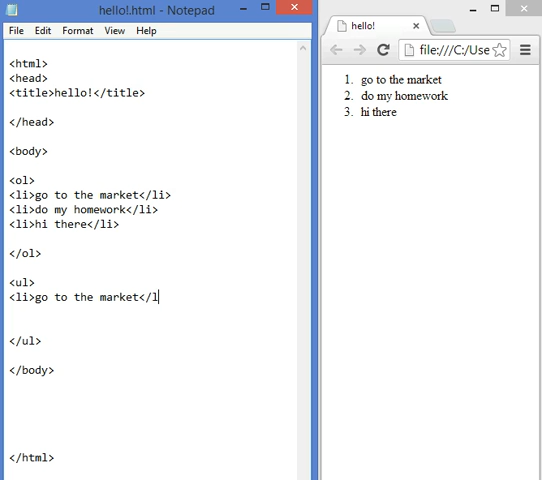 hello!.html - Notepad
File Edit Format View Help
<html>
<head>
<title>hello!</title>
</head>
<body>
<ol>
<li>go to the market</li>
<li>do my homework</li>
<li>hi there</li>
</ol>
<ul>
<li>go to the market</l
</ul>
</body>
</html>
hello!
file:///C:/Use
1. go to the market
2. do my homework
3. hi there